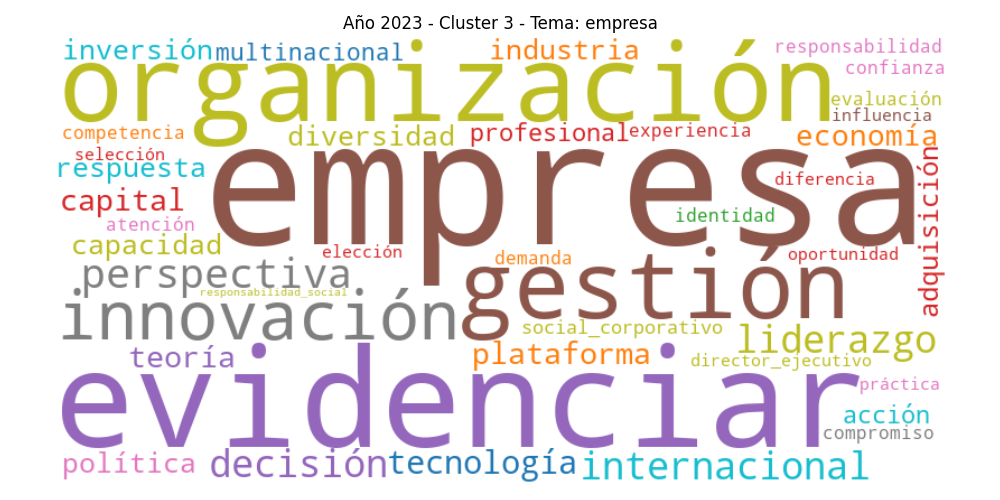 Año 2023 - Cluster 3 - Tema: empresa
inversión multinacional industria responsabilidad
organización confianza
evaluación
influencia
competencia diversidad profesional experiencia economía
selección
respuesta empresa diferencia
capital identidad adquisición
atención
capacidad elección demanda oportunidad
perspectiva gestión
responsabilidad_social
innovación social_corporativo liderazgo
teoría plataforma director_ejecutivo
evidenciar práctica
acción
compromiso
política decisión tecnología internacional